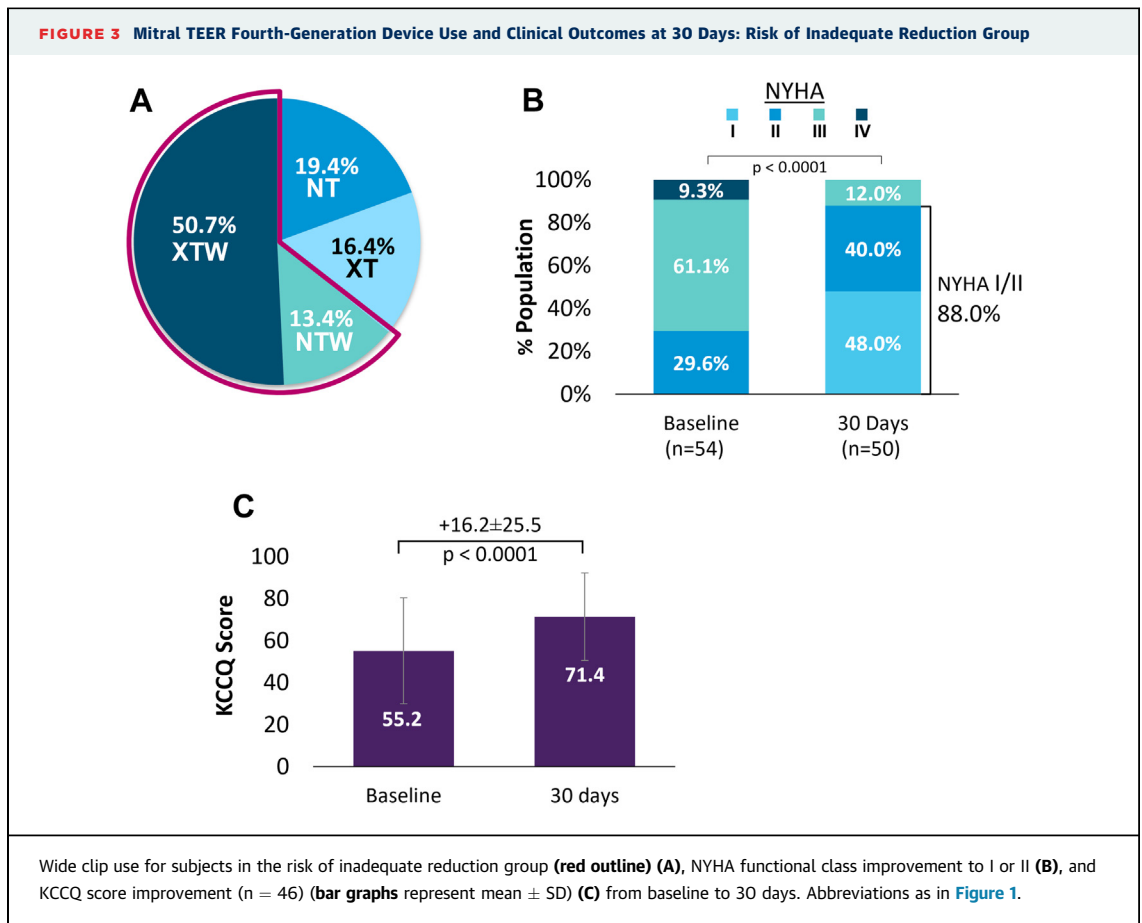 FIGURE 3 Mitral TEER Fourth-Generation Device Use and Clinical Outcomes at 30 Days: Risk of Inadequate Reduction Group
A
19.4%
NT
50.7%
XTW
16.4%
XT
13.4%
NTW
B
NYHA
I II III IV
p < 0.0001
100%
80%
60%
40%
20%
0%
% Population
9.3%
61.1%
29.6%
12.0%
40.0%
48.0%
NYHA I/II
88.0%
Baseline
(n=54)
30 Days
(n=50)
C
+16.2±25.5
p < 0.0001
100
80
60
40
20
0
KCCQ Score
55.2
71.4
Baseline
30 days
Wide clip use for subjects in the risk of inadequate reduction group (red outline) (A), NYHA functional class improvement to I or II (B), and
KCCQ score improvement (n = 46) (bar graphs represent mean ± SD) (C) from baseline to 30 days. Abbreviations as in Figure 1.